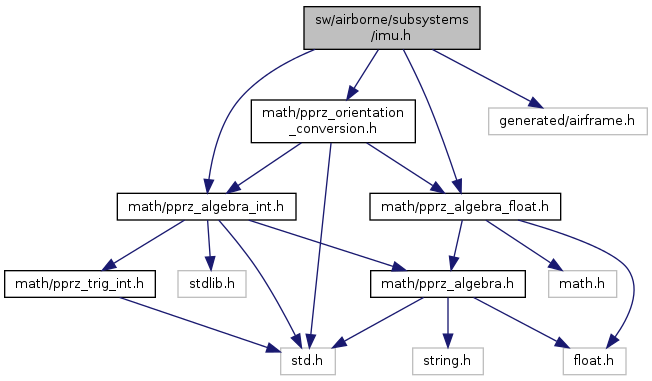 sw/airborne/subsystems
/imu.h
math/pprz_orientation
_conversion.h
generated/airframe.h
math/pprz_algebra_int.h
math/pprz_algebra_float.h
math/pprz_trig_int.h
stdlib.h
math/pprz_algebra.h
math.h
std.h
string.h
float.h